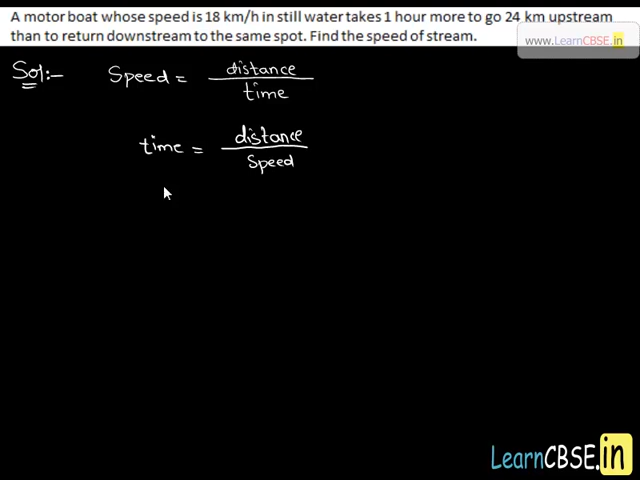 A motor boat whose speed is 18 km/h in still water takes 1 hour more to go 24 km upstream
than to return downstream to the same spot. Find the speed of stream.
www.LearnCBSE.in
Sol:- Speed = distance
time
time = distance
Speed
LearnCBSE.in